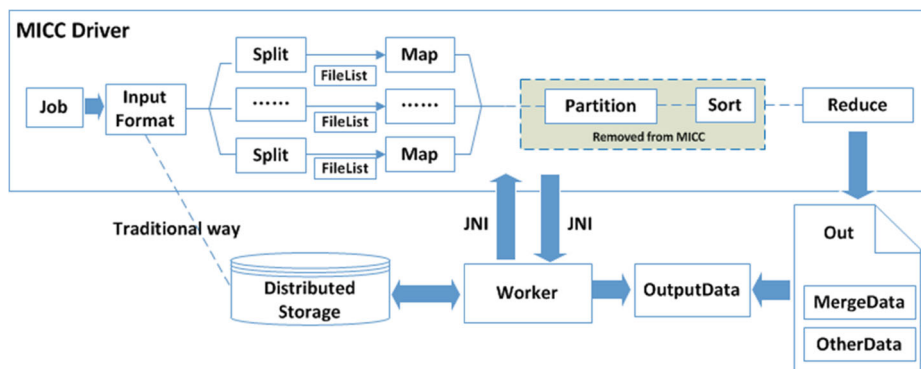 MICC Driver
Job
Input
Format
Split
FileList
Map
……
FileList
……
Split
FileList
Map
Partition
Sort
Removed from MICC
Reduce
Traditional way
JNI
JNI
Distributed
Storage
Worker
OutputData
Out
MergeData
OtherData